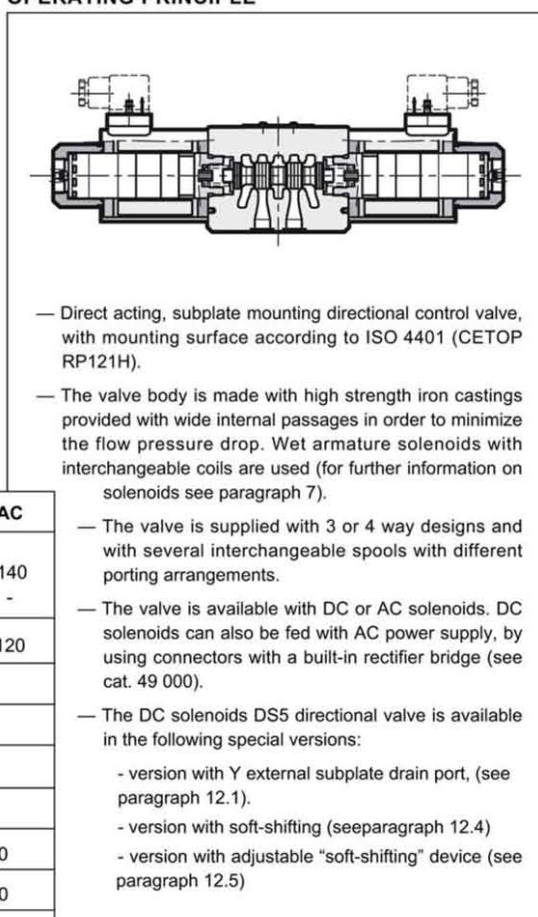 OPERATING PRINCIPLE
— Direct acting, subplate mounting directional control valve,
with mounting surface according to ISO 4401 (CETOP
RP121H).
— The valve body is made with high strength iron castings
provided with wide internal passages in order to minimize
the flow pressure drop. Wet armature solenoids with
interchangeable coils are used (for further information on
solenoids see paragraph 7).
— The valve is supplied with 3 or 4 way designs and
with several interchangeable spools with different
porting arrangements.
— The valve is available with DC or AC solenoids. DC
solenoids can also be fed with AC power supply, by
using connectors with a built-in rectifier bridge (see
cat. 49 000).
— The DC solenoids DS5 directional valve is available
in the following special versions:
- version with Y external subplate drain port, (see
paragraph 12.1).
- version with soft-shifting (seeparagraph 12.4)
- version with adjustable “soft-shifting” device (see
paragraph 12.5)
AC
140
-
120
0
0